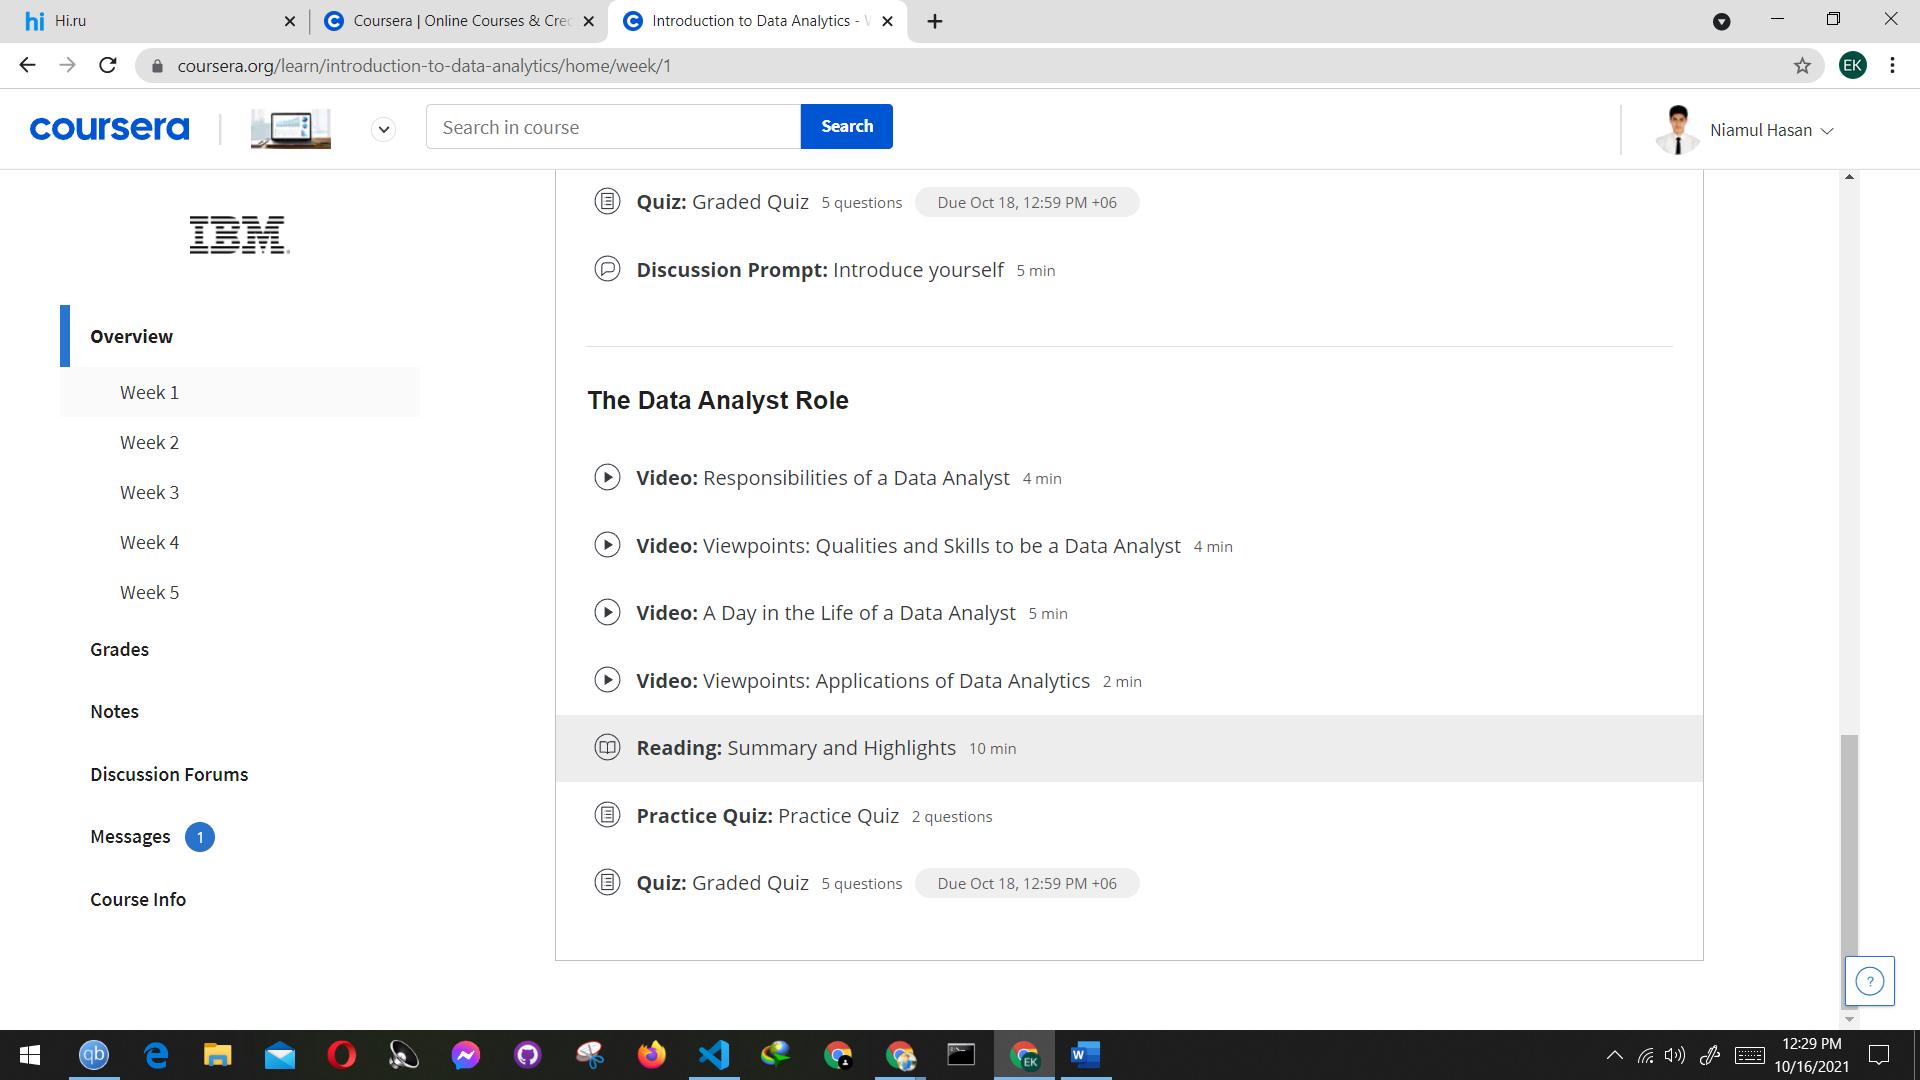 hi Hi.ru
Coursera | Online Courses & Cre
Introduction to Data Analytics -
coursera.org/learn/introduction-to-data-analytics/home/week/1
EK
coursera
Search in course
Search
Niamul Hasan
IBM
Overview
Week 1
Week 2
Week 3
Week 4
Week 5
Grades
Notes
Discussion Forums
Messages 1
Course Info
Quiz: Graded Quiz 5 questions Due Oct 18, 12:59 PM +06
Discussion Prompt: Introduce yourself 5 min
The Data Analyst Role
Video: Responsibilities of a Data Analyst 4 min
Video: Viewpoints: Qualities and Skills to be a Data Analyst 4 min
Video: A Day in the Life of a Data Analyst 5 min
Video: Viewpoints: Applications of Data Analytics 2 min
Reading: Summary and Highlights 10 min
Practice Quiz: Practice Quiz 2 questions
Quiz: Graded Quiz 5 questions Due Oct 18, 12:59 PM +06
?
qb
EK
W
12:29 PM
10/16/2021